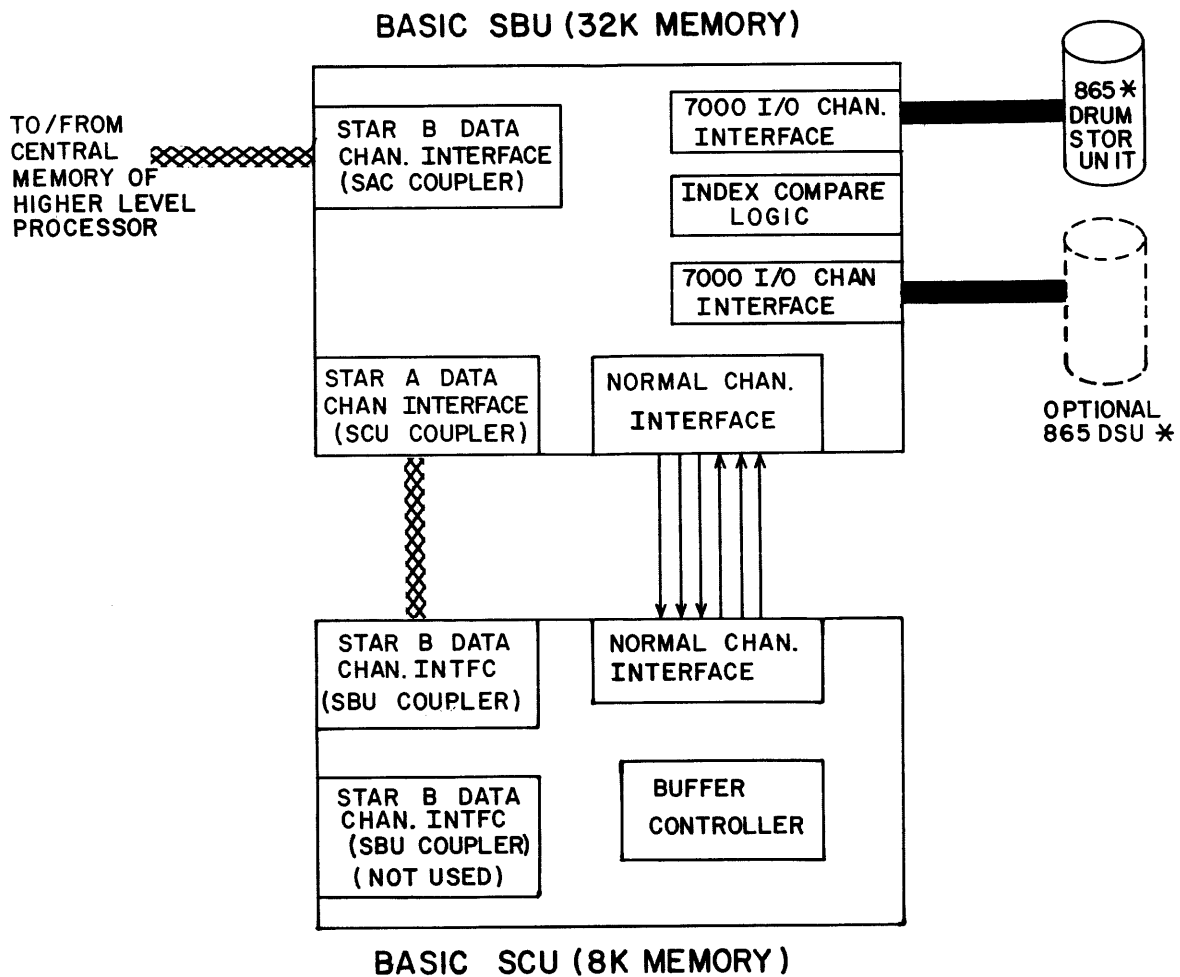 BASIC SBU (32K MEMORY)
TO/FROM
CENTRAL
MEMORY OF
HIGHER LEVEL
PROCESSOR
STAR B DATA
CHAN. INTERFACE
(SAC COUPLER)
7000 I/O CHAN.
INTERFACE
INDEX COMPARE
LOGIC
7000 I/O CHAN
INTERFACE
865*
DRUM
STOR
UNIT
OPTIONAL
865 DSU *
STAR A DATA
CHAN INTERFACE
(SCU COUPLER)
NORMAL CHAN.
INTERFACE
STAR B DATA
CHAN. INTFC
(SBU COUPLER)
NORMAL CHAN.
INTERFACE
STAR B DATA
CHAN. INTFC
(SBU COUPLER)
(NOT USED)
BUFFER
CONTROLLER
BASIC SCU (8K MEMORY)